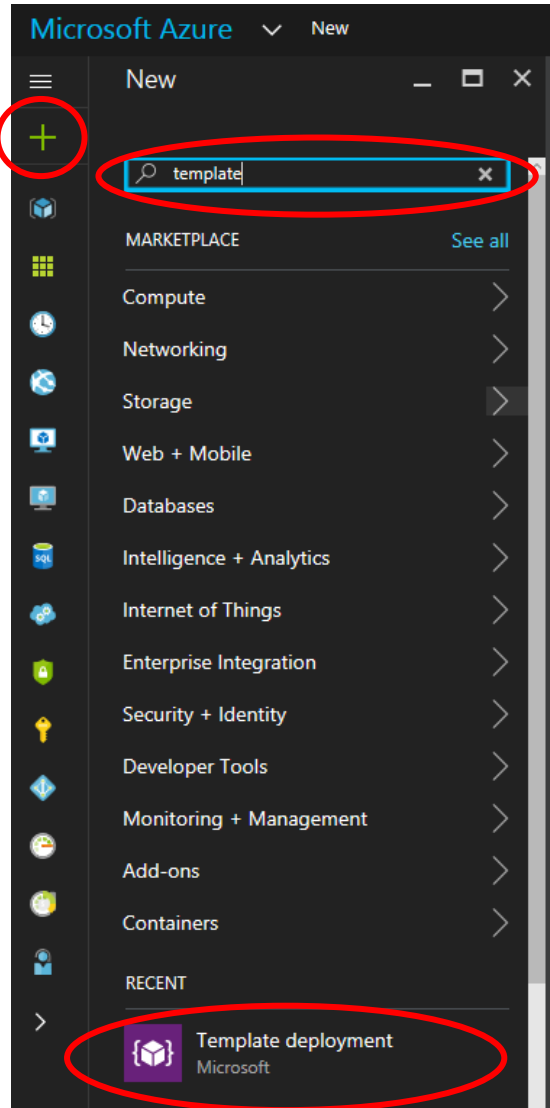 Microsoft Azure New
New
template
MARKETPLACE See all
Compute
Networking
Storage
Web + Mobile
Databases
Intelligence + Analytics
Internet of Things
Enterprise Integration
Security + Identity
Developer Tools
Monitoring + Management
Add-ons
Containers
RECENT
Template deployment
Microsoft
SQL